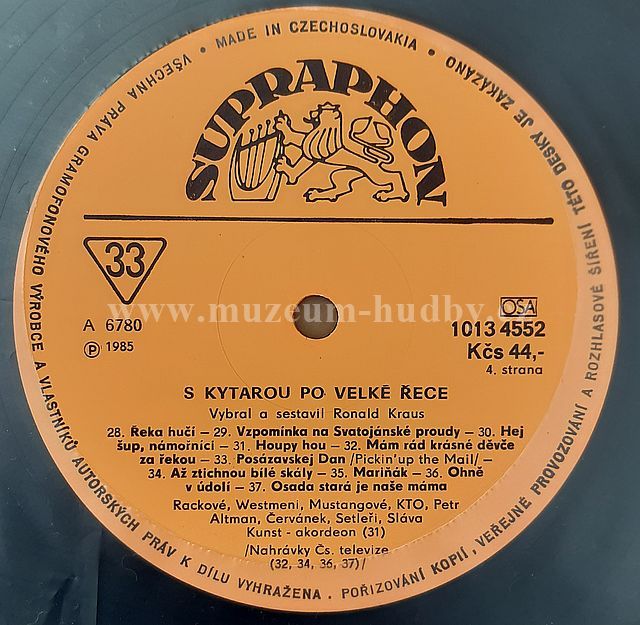 VŠECHNA PRÁVA GRAMOFONOVÉHO VÝROBCE A VLASTNÍKŮ AUTORSKÝCH PRÁV K DÍLU VYHRAŽENA . POŘIZOVÁNÍ KOPIÍ, VEŘEJNÉ PROVOZOVÁNÍ A ROZHLASOVÉ ŠÍŘENÍ TÉTO DESKY JE ZAKÁZÁNO • MADE IN CZECHOSLOVAKIA •
SUPRAPHON
33
www.muzeum-hudby.cz
A 6780
OSA
1013 4552
Ⓟ 1985
Kčs 44,-
4. strana
S KYTAROU PO VELKÉ ŘECE
Vybral a sestavil Ronald Kraus
28. Řeka hučí – 29. Vzpomínka na Svatojánské proudy – 30. Hej
šup, námořníci – 31. Houpy hou – 32. Mám rád krásné děvče
za řekou – 33. Posázavskej Dan /Pickin'up the Mail/ –
34. Až ztichnou bílé skály – 35. Mariňák – 36. Ohně
v údolí – 37. Osada stará je naše máma
Rackové, Westmeni, Mustangové, KTO, Petr
Altman, Červánek, Setleři, Sláva
Kunst - akordeon (31)
/Nahrávky Čs. televize
(32, 34, 36, 37)/